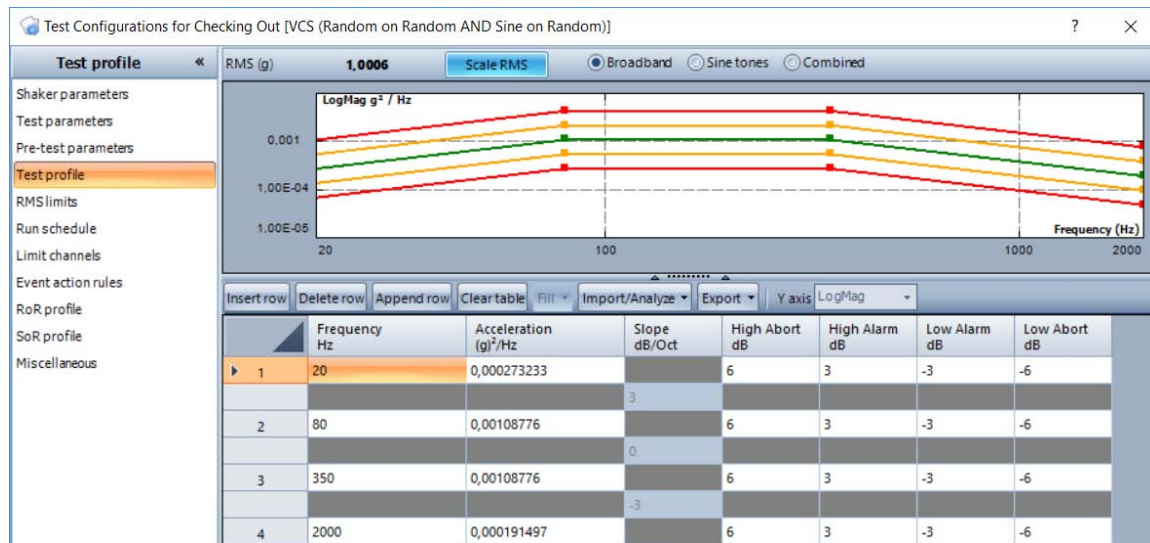 Test Configurations for Checking Out [VCS (Random on Random AND Sine on Random)]
?
Test profile «
Shaker parameters
Test parameters
Pre-test parameters
Test profile
RMS limits
Run schedule
Limit channels
Event action rules
RoR profile
SoR profile
Miscellaneous
RMS (g) 1,0006 Scale RMS Broadband Sine tones Combined
LogMag g² / Hz
0.001
1.00E-04
1.00E-05
Frequency (Hz)
20 100 1000 2000
Insert row Delete row Append row Clear table Fill Import/Analyze Export Y axis LogMag
Frequency Hz Acceleration (g)²/Hz Slope dB/Oct High Abort dB High Alarm dB Low Alarm dB Low Abort dB
1 20 0,000273233 6 3 -3 -6
3
2 80 0,00108776 6 3 -3 -6
0
3 350 0,00108776 6 3 -3 -6
-3
4 2000 0,000191497 6 3 -3 -6